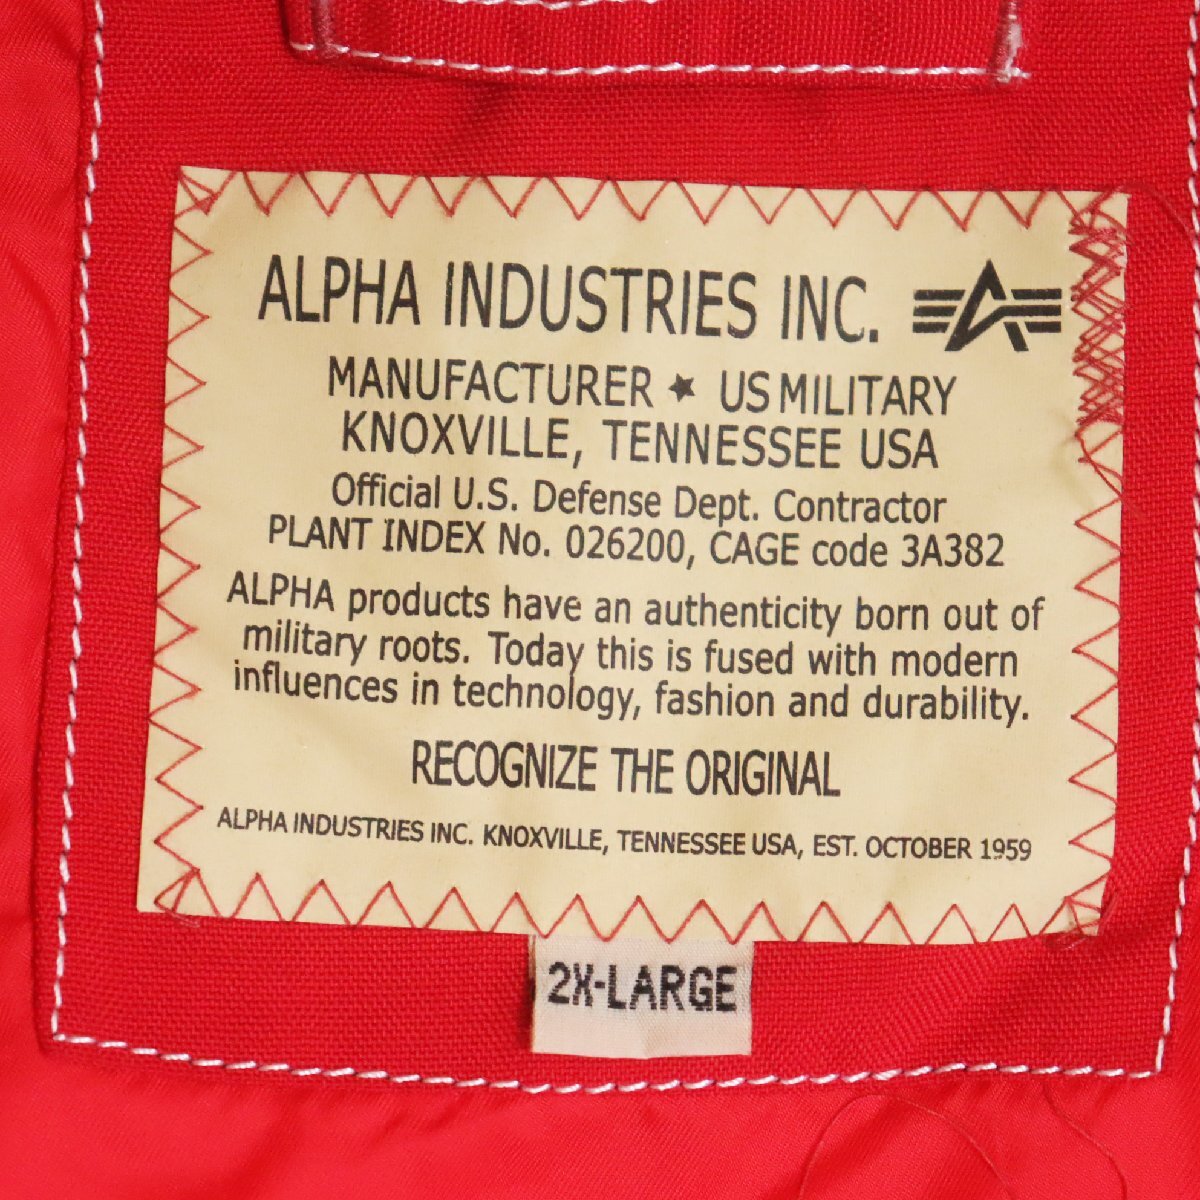 ALPHA INDUSTRIES INC.
MANUFACTURER ★ US MILITARY
KNOXVILLE, TENNESSEE USA
Official U.S. Defense Dept. Contractor
PLANT INDEX No. 026200, CAGE code 3A382
ALPHA products have an authenticity born out of
military roots. Today this is fused with modern
influences in technology, fashion and durability.
RECOGNIZE THE ORIGINAL
ALPHA INDUSTRIES INC. KNOXVILLE, TENNESSEE USA, EST. OCTOBER 1959
2X-LARGE